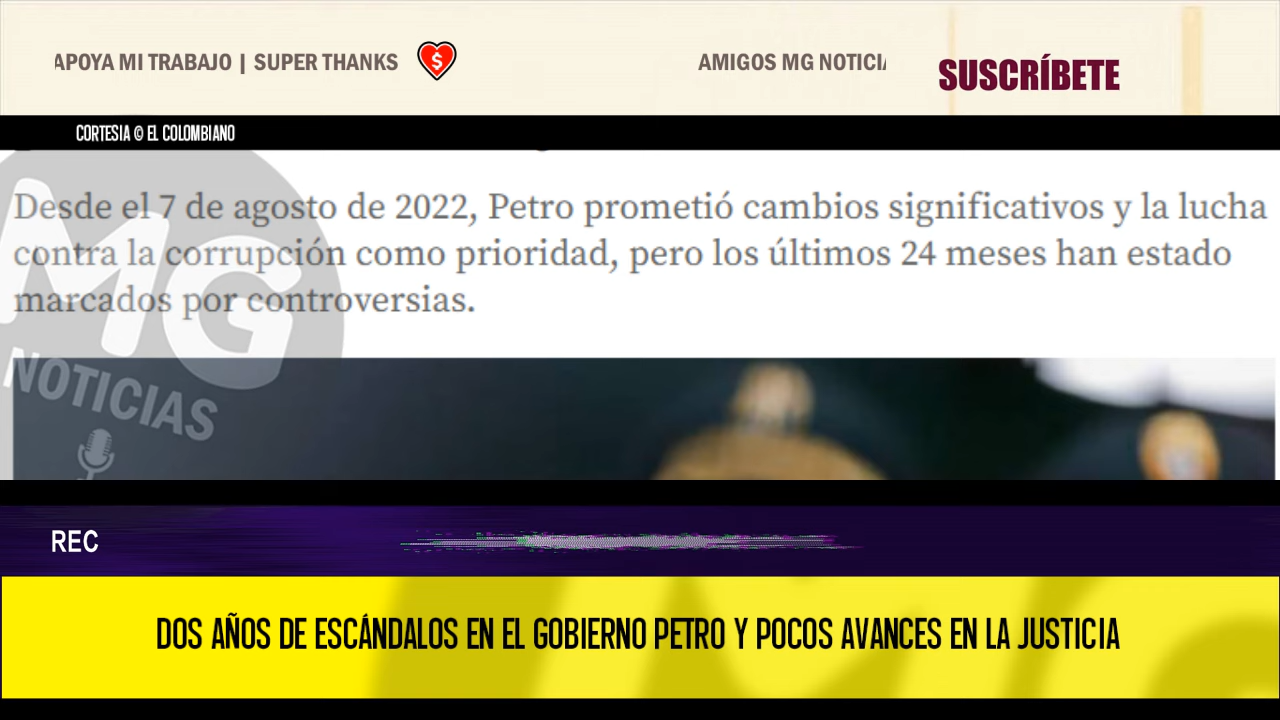 APOYA MI TRABAJO | SUPER THANKS
AMIGOS MG
SUSCRÍBETE
CORTESIA © EL COLOMBIANO
Desde el 7 de agosto de 2022, Petro prometió cambios significativos y la lucha
contra la corrupción como prioridad, pero los últimos 24 meses han estado
marcados por controversias.
MG
NOTICIAS
REC
DOS AÑOS DE ESCÁNDALOS EN EL GOBIERNO PETRO Y POCOS AVANCES EN LA JUSTICIA